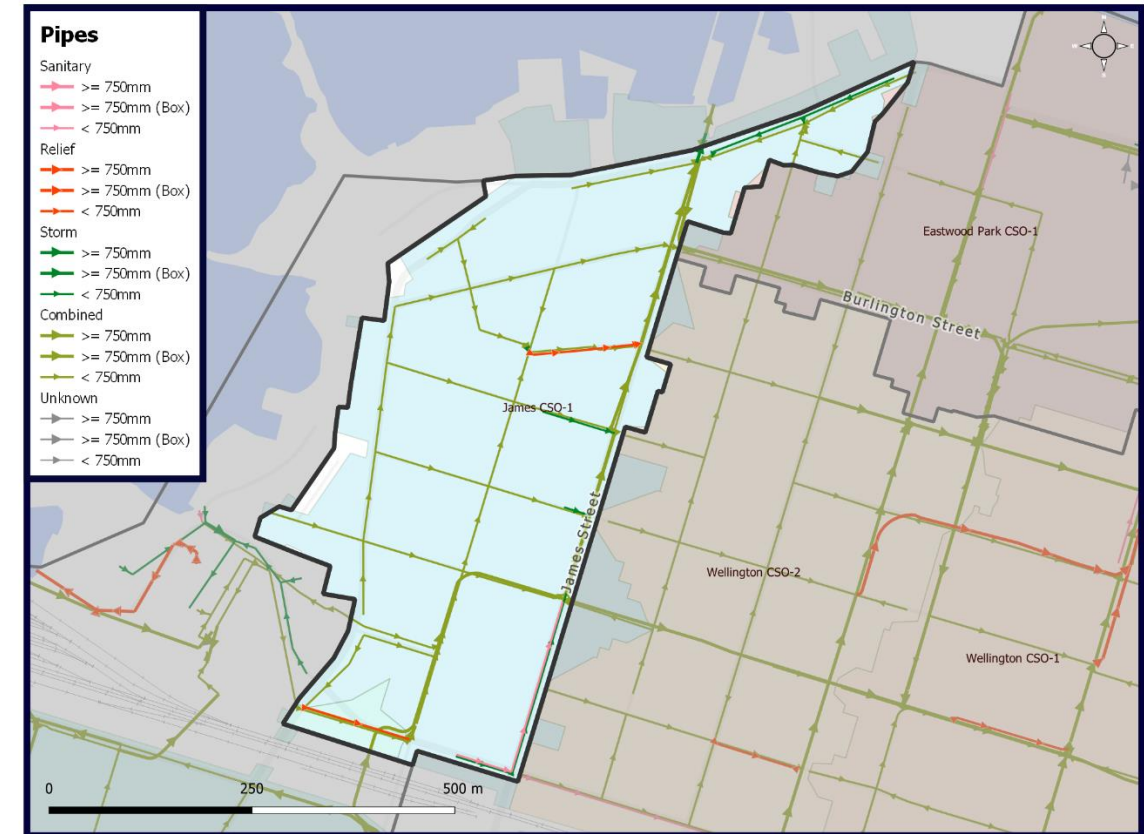 Pipes
Sanitary
>= 750mm
>= 750mm (Box)
< 750mm
Relief
>= 750mm
>= 750mm (Box)
< 750mm
Storm
>= 750mm
>= 750mm (Box)
< 750mm
Combined
>= 750mm
>= 750mm (Box)
< 750mm
Unknown
>= 750mm
>= 750mm (Box)
< 750mm
Eastwood Park CSO-1
Burlington Street
James CSO-1
James Street
Wellington CSO-2
Wellington CSO-1
0 250 500 m